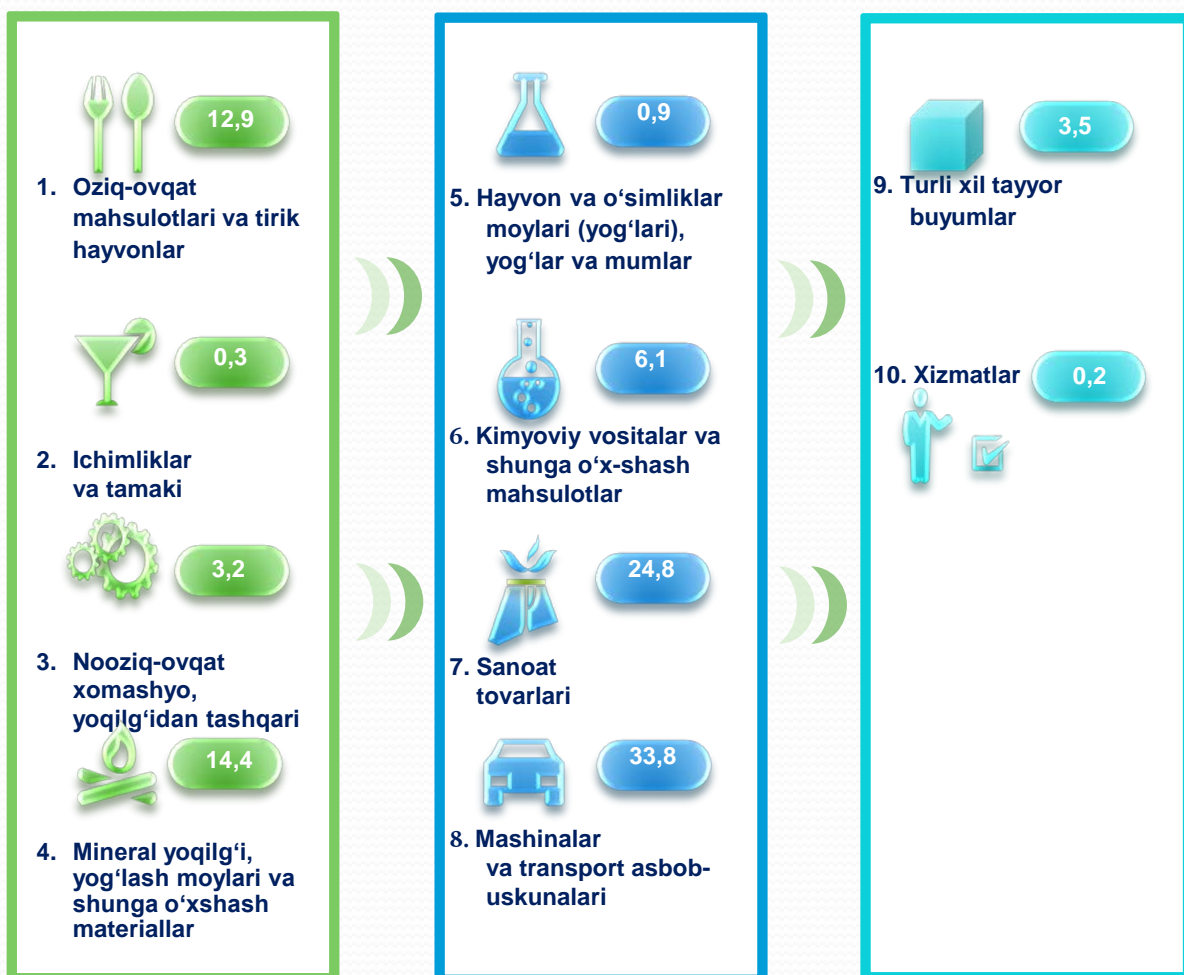 12,9
1. Oziq-ovqat
mahsulotlari va tirik
hayvonlar
0,3
2. Ichimliklar
va tamaki
3,2
3. Nooziq-ovqat
xomashyo,
yoqilg‘idan tashqari
14,4
4. Mineral yoqilg‘i,
yog‘lash moylari va
shunga o‘xshash
materiallar
0,9
5. Hayvon va o‘simliklar
moylari (yog‘lari),
yog‘lar va mumlar
6,1
6. Kimyoviy vositalar va
shunga o‘x-shash
mahsulotlar
24,8
7. Sanoat
tovarlari
33,8
8. Mashinalar
va transport asbob-
uskunalari
3,5
9. Turli xil tayyor
buyumlar
10. Xizmatlar
0,2